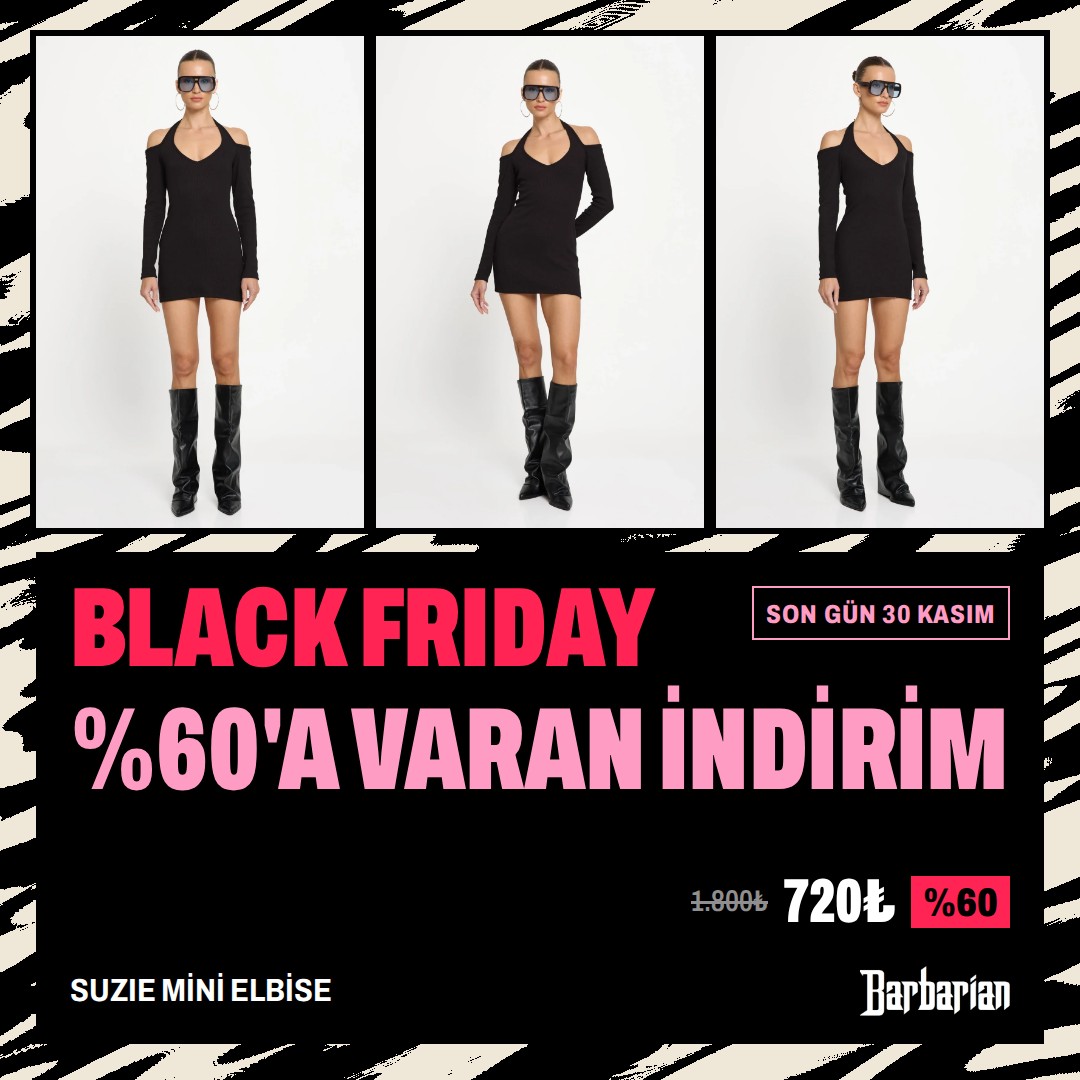 BLACK FRIDAY
SON GÜN 30 KASIM
%60'A VARAN İNDİRİM
1.800₺ 720₺ %60
SUZIE MİNİ ELBİSE
Barbarian